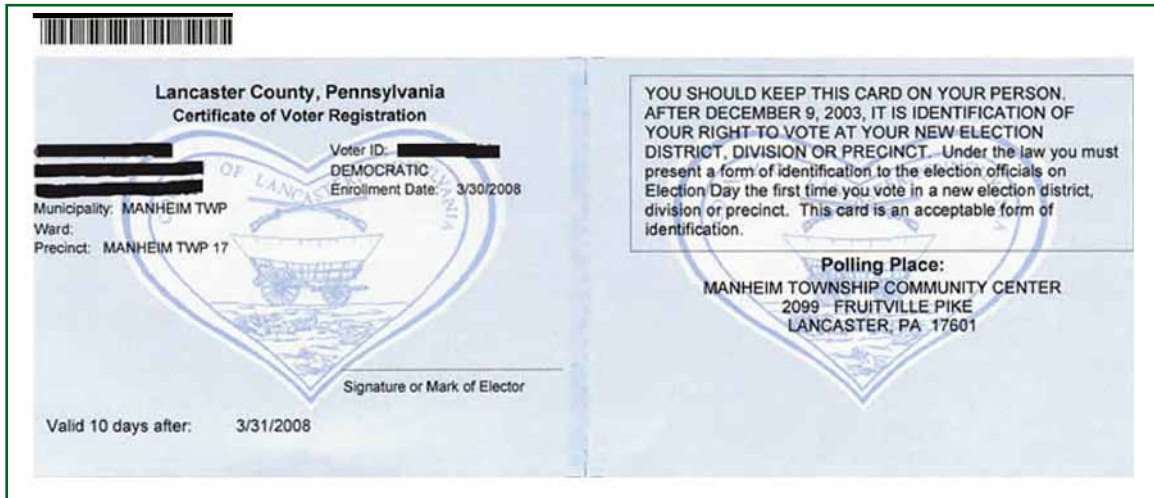 Lancaster County, Pennsylvania
Certificate of Voter Registration
Voter ID:
DEMOCRATIC
Enrollment Date: 3/30/2008
Municipality: MANHEIM TWP
Ward:
Precinct: MANHEIM TWP 17
OF LANCAS
Signature or Mark of Elector
Valid 10 days after: 3/31/2008
YOU SHOULD KEEP THIS CARD ON YOUR PERSON.
AFTER DECEMBER 9, 2003, IT IS IDENTIFICATION OF
YOUR RIGHT TO VOTE AT YOUR NEW ELECTION
DISTRICT, DIVISION OR PRECINCT. Under the law you must
present a form of identification to the election officials on
Election Day the first time you vote in a new election district,
division or precinct. This card is an acceptable form of
identification.
Polling Place:
MANHEIM TOWNSHIP COMMUNITY CENTER
2099 FRUITVILLE PIKE
LANCASTER, PA 17601